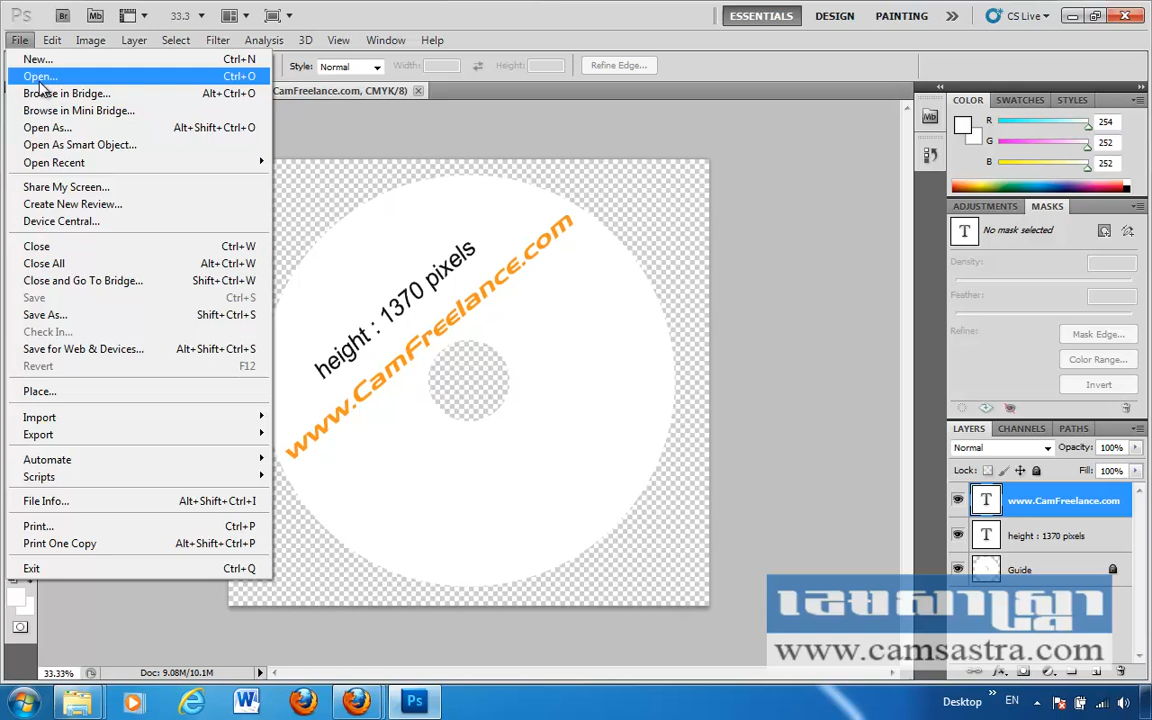 Ps Br Mb 33.3 ESSENTIALS DESIGN PAINTING CS Live
File Edit Image Layer Select Filter Analysis 3D View Window Help
New... Ctrl+N
Open... Ctrl+O
Browse in Bridge... Alt+Ctrl+O
Browse in Mini Bridge...
Open As... Alt+Shift+Ctrl+O
Open As Smart Object...
Open Recent
Share My Screen...
Create New Review...
Device Central...
Close Ctrl+W
Close All Alt+Ctrl+W
Close and Go To Bridge... Shift+Ctrl+W
Save Ctrl+S
Save As... Shift+Ctrl+S
Check In...
Save for Web & Devices... Alt+Shift+Ctrl+S
Revert F12
Place...
Import
Export
Automate
Scripts
File Info... Alt+Shift+Ctrl+I
Print... Ctrl+P
Print One Copy Alt+Shift+Ctrl+P
Exit Ctrl+Q
Style: Normal Width: Height: Refine Edge...
CamFreelance.com, CMYK/8)
height : 1370 pixels
www.CamFreelance.com
COLOR SWATCHES STYLES
R 254
G 252
B 252
ADJUSTMENTS MASKS
T No mask selected
Density:
Feather:
Refine: Mask Edge...
Color Range...
Invert
LAYERS CHANNELS PATHS
Normal Opacity: 100%
Lock: Fill: 100%
T www.CamFreelance.com
T height : 1370 pixels
Guide
ខេមសាស្ត្រា
www.camsastra.com
33.33% Doc: 9.08M/10.1M
W Ps Desktop EN